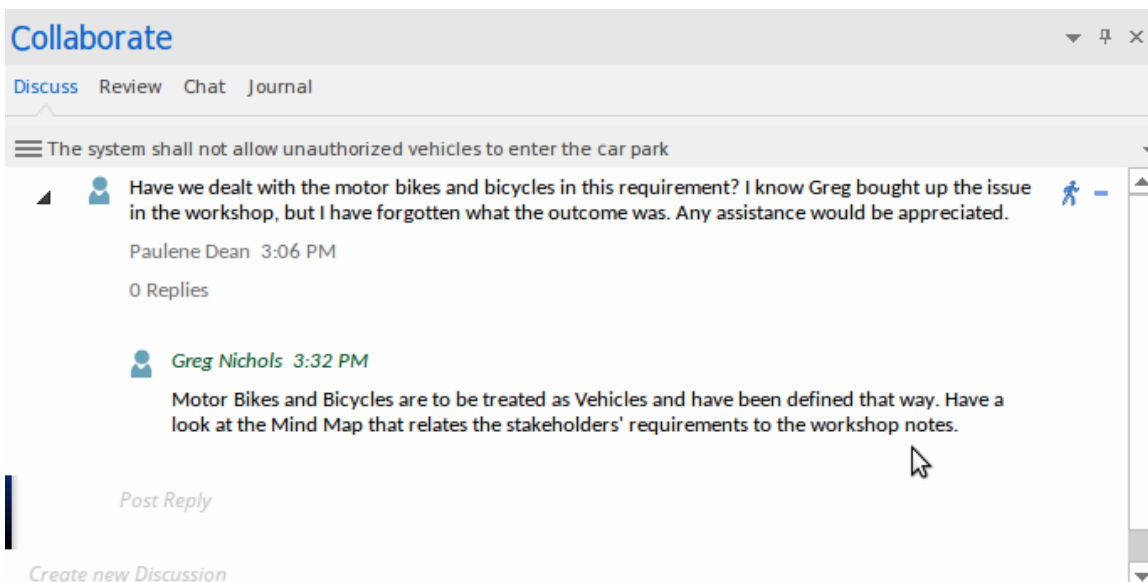 Collaborate
Discuss Review Chat Journal
The system shall not allow unauthorized vehicles to enter the car park
Have we dealt with the motor bikes and bicycles in this requirement? I know Greg bought up the issue
in the workshop, but I have forgotten what the outcome was. Any assistance would be appreciated.
Paulene Dean 3:06 PM
0 Replies
Greg Nichols 3:32 PM
Motor Bikes and Bicycles are to be treated as Vehicles and have been defined that way. Have a
look at the Mind Map that relates the stakeholders' requirements to the workshop notes.
Post Reply
Create new Discussion